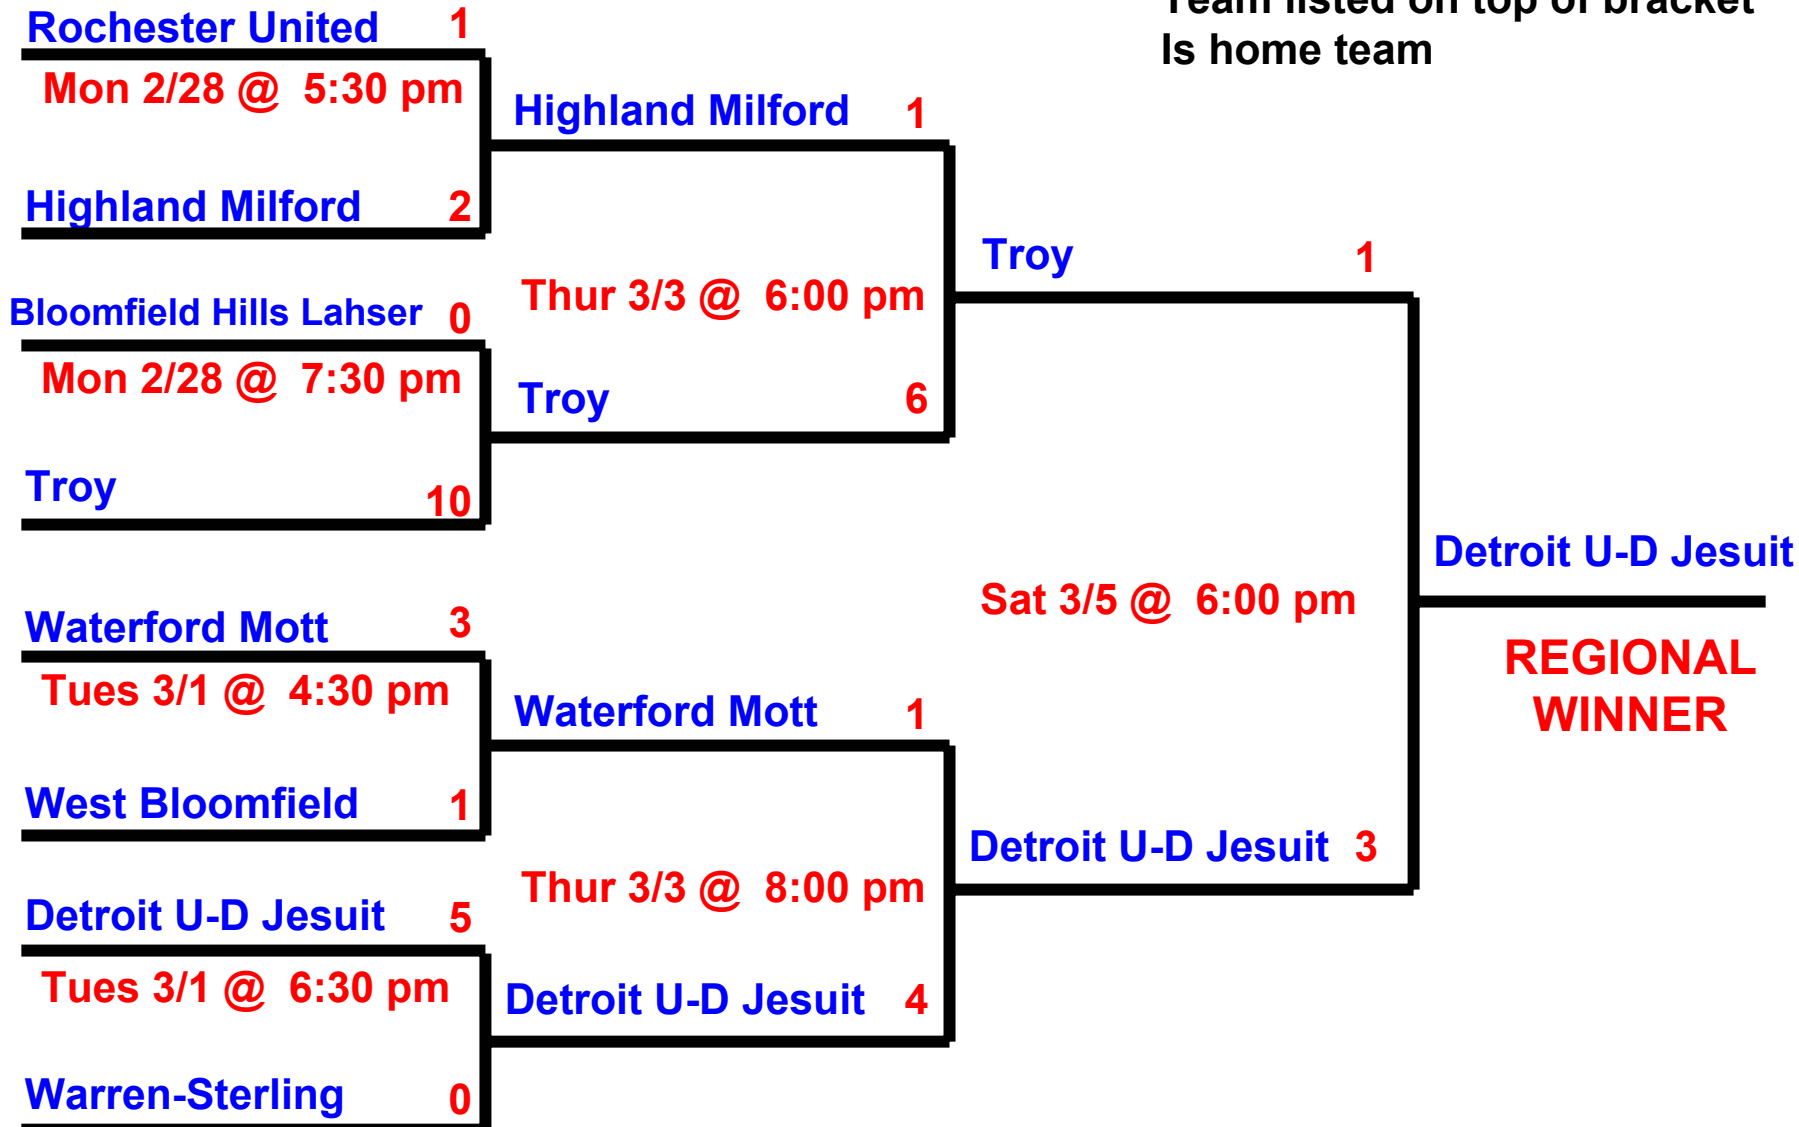 Team listed on top of bracket
Is home team
Rochester United 1
Mon 2/28 @ 5:30 pm
Highland Milford 2
Bloomfield Hills Lahser 0
Mon 2/28 @ 7:30 pm
Troy 10
Waterford Mott 3
Tues 3/1 @ 4:30 pm
West Bloomfield 1
Detroit U-D Jesuit 5
Tues 3/1 @ 6:30 pm
Warren-Sterling 0
Highland Milford 1
Thur 3/3 @ 6:00 pm
Troy 6
Waterford Mott 1
Thur 3/3 @ 8:00 pm
Detroit U-D Jesuit 4
Troy 1
Sat 3/5 @ 6:00 pm
Detroit U-D Jesuit 3
Detroit U-D Jesuit
REGIONAL
WINNER